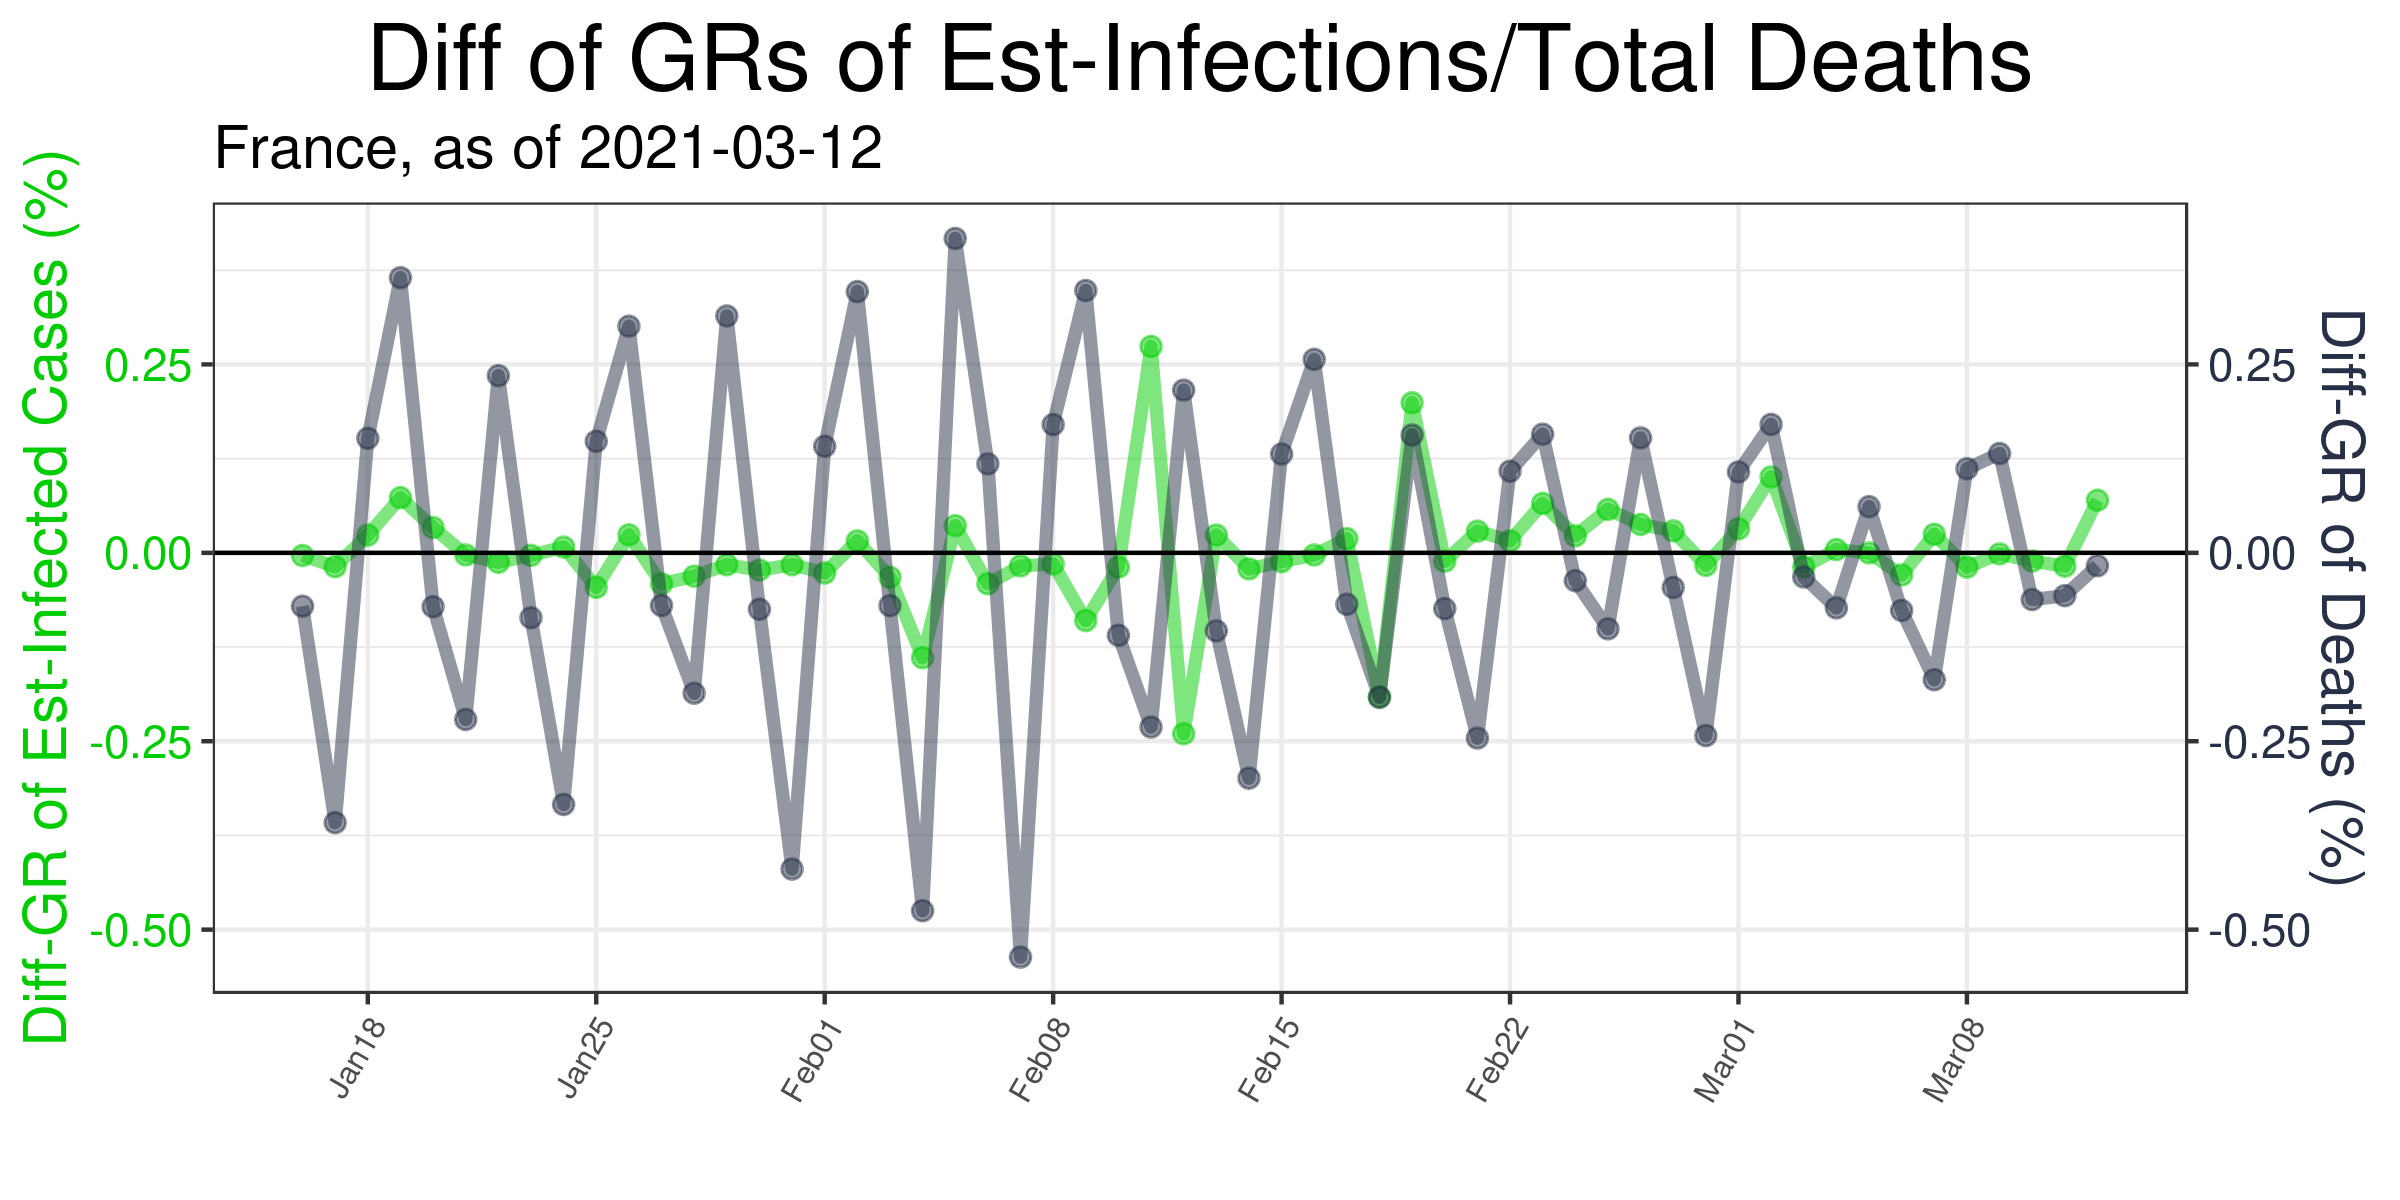 Diff of GRs of Est-Infections/Total Deaths
France, as of 2021-03-12
Diff-GR of Est-Infected Cases (%)
0.25
0.00
-0.25
-0.50
0.25
0.00
-0.25
-0.50
Diff-GR of Deaths (%)
Jan18
Jan25
Feb01
Feb08
Feb15
Feb22
Mar01
Mar08